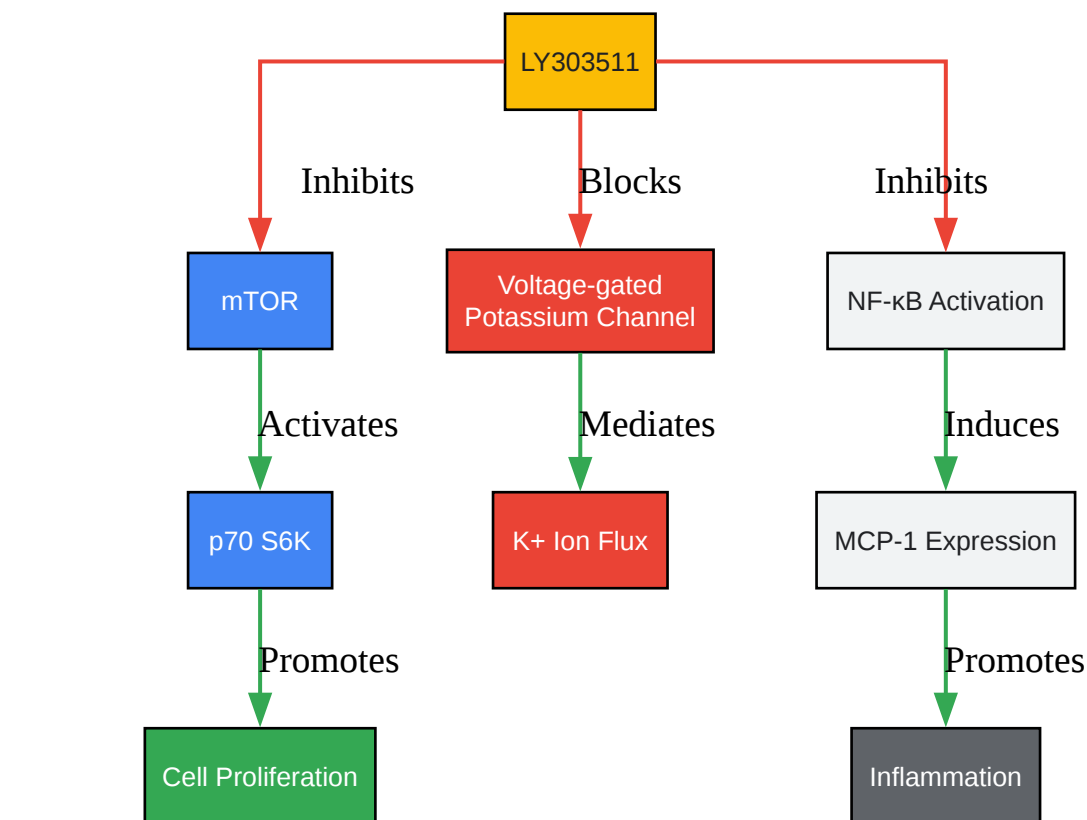 LY303511
Inhibits
Blocks
Inhibits
mTOR
Voltage-gated
Potassium Channel
NF-κB Activation
Activates
Mediates
Induces
p70 S6K
K+ Ion Flux
MCP-1 Expression
Promotes
Promotes
Cell Proliferation
Inflammation